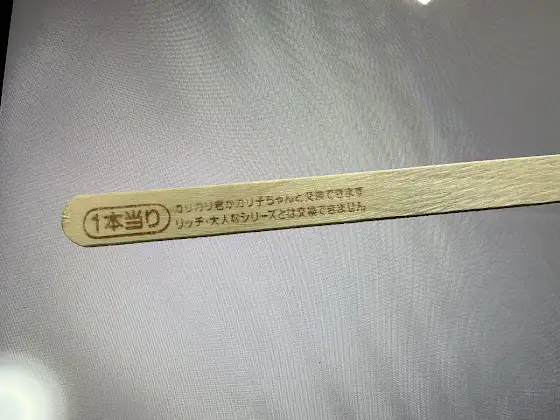 1本当り
ガリガリ君かガリ子ちゃんと交換できます
リッチ・大人なシリーズとは交換できません